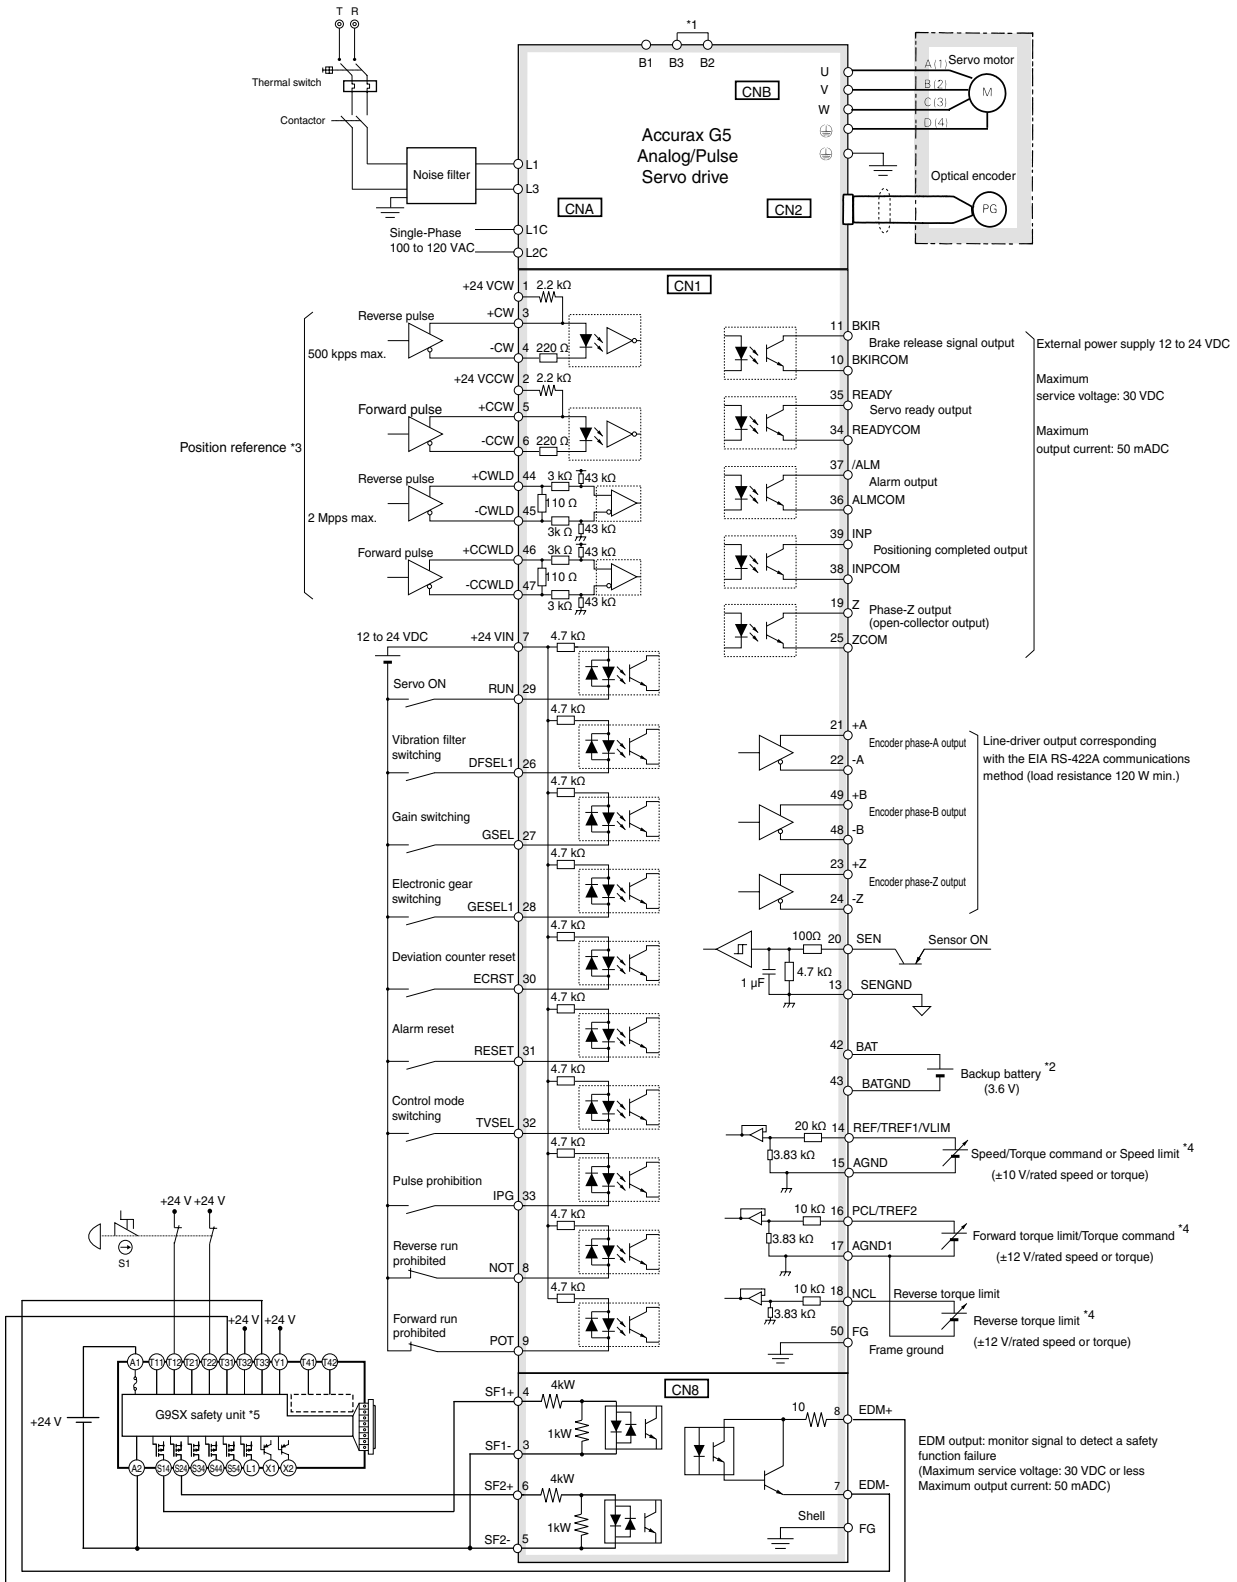 T R
Thermal switch
Contactor
Noise filter
L1
L3
Single-Phase
100 to 120 VAC
L1C
L2C
*1
B1 B3 B2
CNB
Accurax G5
Analog/Pulse
Servo drive
CNA
CN2
U
V
W
A (1)
B (2)
C (3)
D (4)
Servo motor
M
Optical encoder
PG
CN1
Position reference *3
+24 VCW 1 2.2 kΩ
Reverse pulse
+CW 3
500 kpps max.
-CW 4 220 Ω
+24 VCCW 2 2.2 kΩ
Forward pulse
+CCW 5
-CCW 6 220 Ω
Reverse pulse
+CWLD 44 3 kΩ 43 kΩ
110 Ω
2 Mpps max.
-CWLD 45
3k Ω 43 kΩ
Forward pulse
+CCWLD 46 3k Ω 43 kΩ
110 Ω
-CCWLD 47
3 kΩ 43 kΩ
12 to 24 VDC
+24 VIN 7 4.7 kΩ
Servo ON
RUN 29
4.7 kΩ
Vibration filter
switching
DFSEL1 26
4.7 kΩ
Gain switching
GSEL 27
4.7 kΩ
Electronic gear
switching
GESEL1 28
4.7 kΩ
Deviation counter reset
ECRST 30
4.7 kΩ
Alarm reset
RESET 31
4.7 kΩ
Control mode
switching
TVSEL 32
4.7 kΩ
Pulse prohibition
IPG 33
4.7 kΩ
Reverse run
prohibited
NOT 8
4.7 kΩ
Forward run
prohibited
POT 9
11 BKIR
Brake release signal output
10 BKIRCOM
35 READY
Servo ready output
34 READYCOM
37 /ALM
Alarm output
36 ALMCOM
39 INP
Positioning completed output
38 INPCOM
19 Z
Phase-Z output
(open-collector output)
25 ZCOM
External power supply 12 to 24 VDC
Maximum
service voltage: 30 VDC
Maximum
output current: 50 mADC
21 +A
Encoder phase-A output
22 -A
49 +B
Encoder phase-B output
48 -B
23 +Z
Encoder phase-Z output
24 -Z
Line-driver output corresponding
with the EIA RS-422A communications
method (load resistance 120 W min.)
100Ω 20 SEN Sensor ON
4.7 kΩ
1 µF
13 SENGND
42 BAT
Backup battery *2
(3.6 V)
43 BATGND
20 kΩ 14 REF/TREF1/VLIM
3.83 kΩ
15 AGND
Speed/Torque command or Speed limit *4
(±10 V/rated speed or torque)
10 kΩ 16 PCL/TREF2
3.83 kΩ
17 AGND1
Forward torque limit/Torque command *4
(±12 V/rated speed or torque)
10 kΩ 18 NCL Reverse torque limit
3.83 kΩ
Reverse torque limit *4
(±12 V/rated speed or torque)
50 FG
Frame ground
+24 V +24 V
S1
+24 V +24 V
A1 T11 T12 T21 T22 T31 T32 T33 Y1 T41 T42
G9SX safety unit *5
+24 V
A2 S14 S24 S34 S44 S54 L1 X1 X2
CN8
SF1+ 4 4kW
1kW
SF1- 3
SF2+ 6 4kW
1kW
SF2- 5
10 8 EDM+
7 EDM-
Shell
FG
EDM output: monitor signal to detect a safety
function failure
(Maximum service voltage: 30 VDC or less
Maximum output current: 50 mADC)